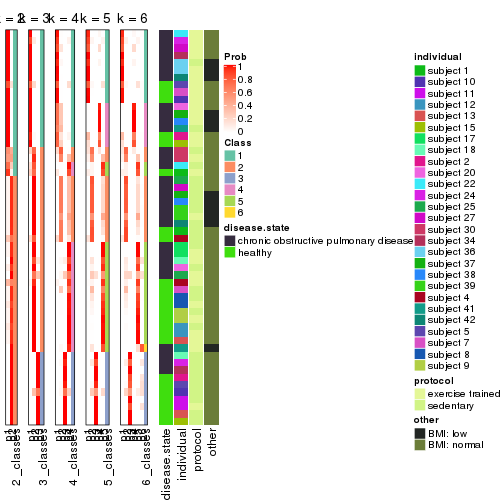 k = 2
k = 3
k = 4
k = 5
k = 6
Prob
1
0.8
0.6
0.4
0.2
0
Class
1
2
3
4
5
6
disease.state
chronic obstructive pulmonary disease
healthy
individual
subject 1
subject 10
subject 11
subject 12
subject 13
subject 15
subject 17
subject 18
subject 2
subject 20
subject 22
subject 24
subject 25
subject 27
subject 30
subject 34
subject 36
subject 37
subject 38
subject 39
subject 4
subject 41
subject 42
subject 5
subject 7
subject 8
subject 9
protocol
exercise trained
sedentary
other
BMI: low
BMI: normal
2_classes
3_classes
4_classes
5_classes
6_classes
disease.state
individual
protocol
other